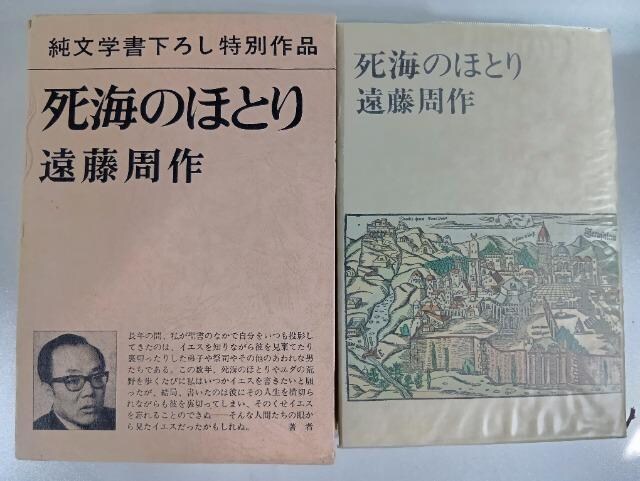 純文学書下ろし特別作品
死海のほとり
遠藤周作
長年の間、私が聖書のなかで自分をいつも投影し
てきたのは、イエスを知りながら彼を見棄てたり
裏切ったりした弟子や祭司やその他のあわれな男
たちである。この数年、死海のほとりやユダの荒
野を歩くたびに私はいつかイエスを書きたいと願
ったが、結局、書いたのは彼にその人生を横切ら
れながらも彼を裏切ってしまい、そのくせイエス
を忘れることのできぬ――そんな人間たちの眼か
ら見たイエスだったかもしれぬ。
著者
死海のほとり
遠藤周作